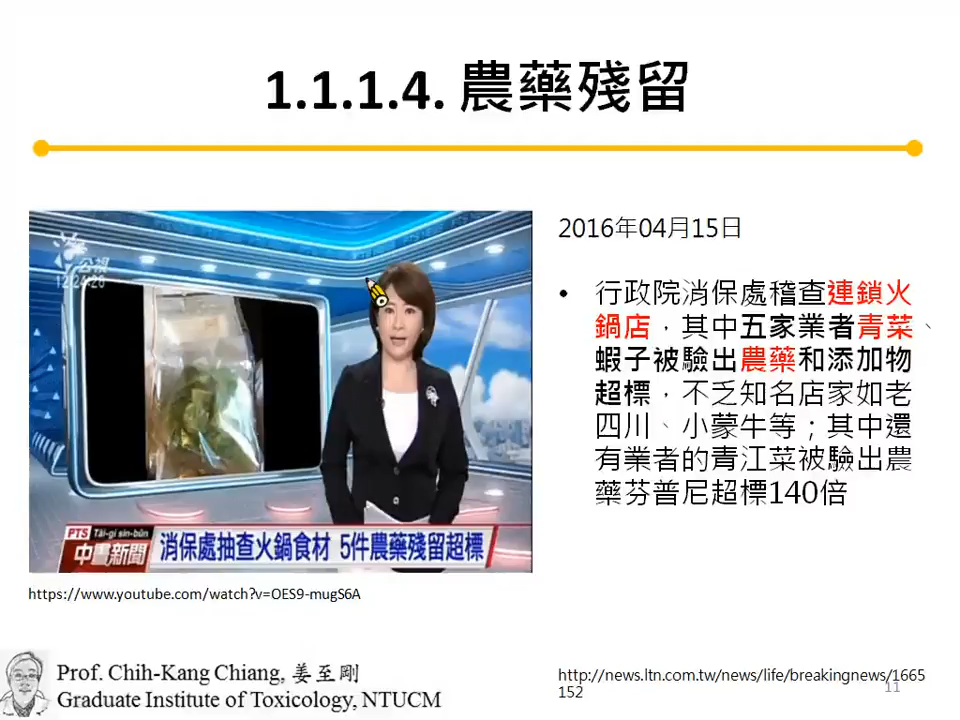 1.1.1.4. 農藥殘留
公視
12:24:26
PTS Tâi-gí sin-bûn
中晝新聞
消保處抽查火鍋食材 5件農藥殘留超標
https://www.youtube.com/watch?v=OES9-mugS6A
2016年04月15日
• 行政院消保處稽查連鎖火
鍋店，其中五家業者青菜、
蝦子被驗出農藥和添加物
超標，不乏知名店家如老
四川、小蒙牛等；其中還
有業者的青江菜被驗出農
藥芬普尼超標140倍
Prof. Chih-Kang Chiang, 姜至剛
Graduate Institute of Toxicology, NTUCM
http://news.ltn.com.tw/news/life/breakingnews/1665
152
11